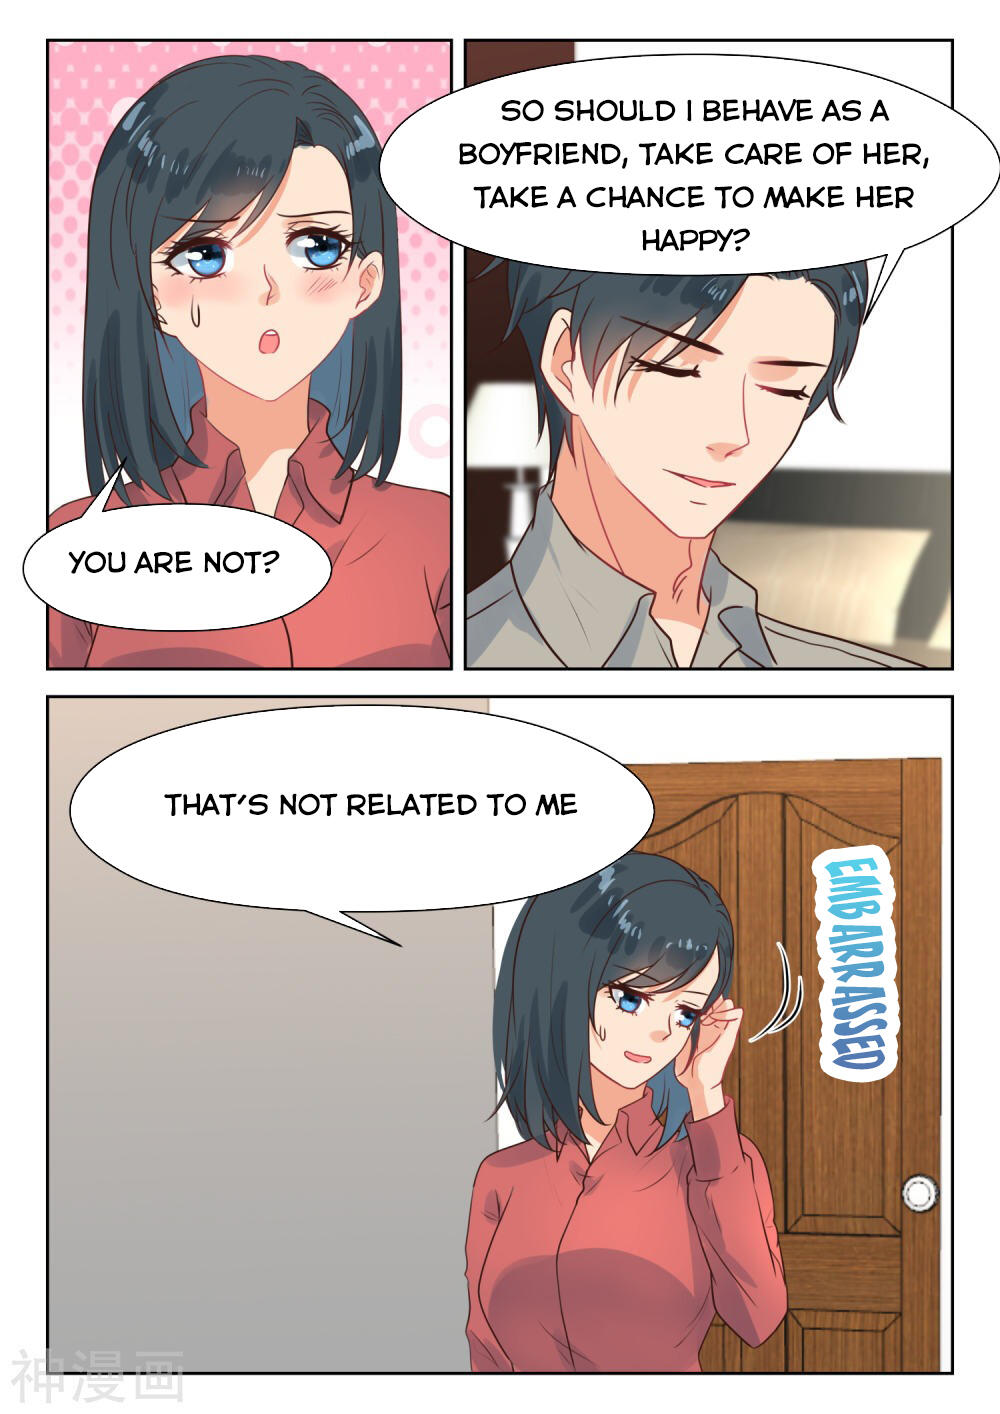 YOU ARE NOT?
SO SHOULD I BEHAVE AS A
BOYFRIEND, TAKE CARE OF HER,
TAKE A CHANCE TO MAKE HER
HAPPY?
THAT'S NOT RELATED TO ME
EMBARRASSED
神漫画